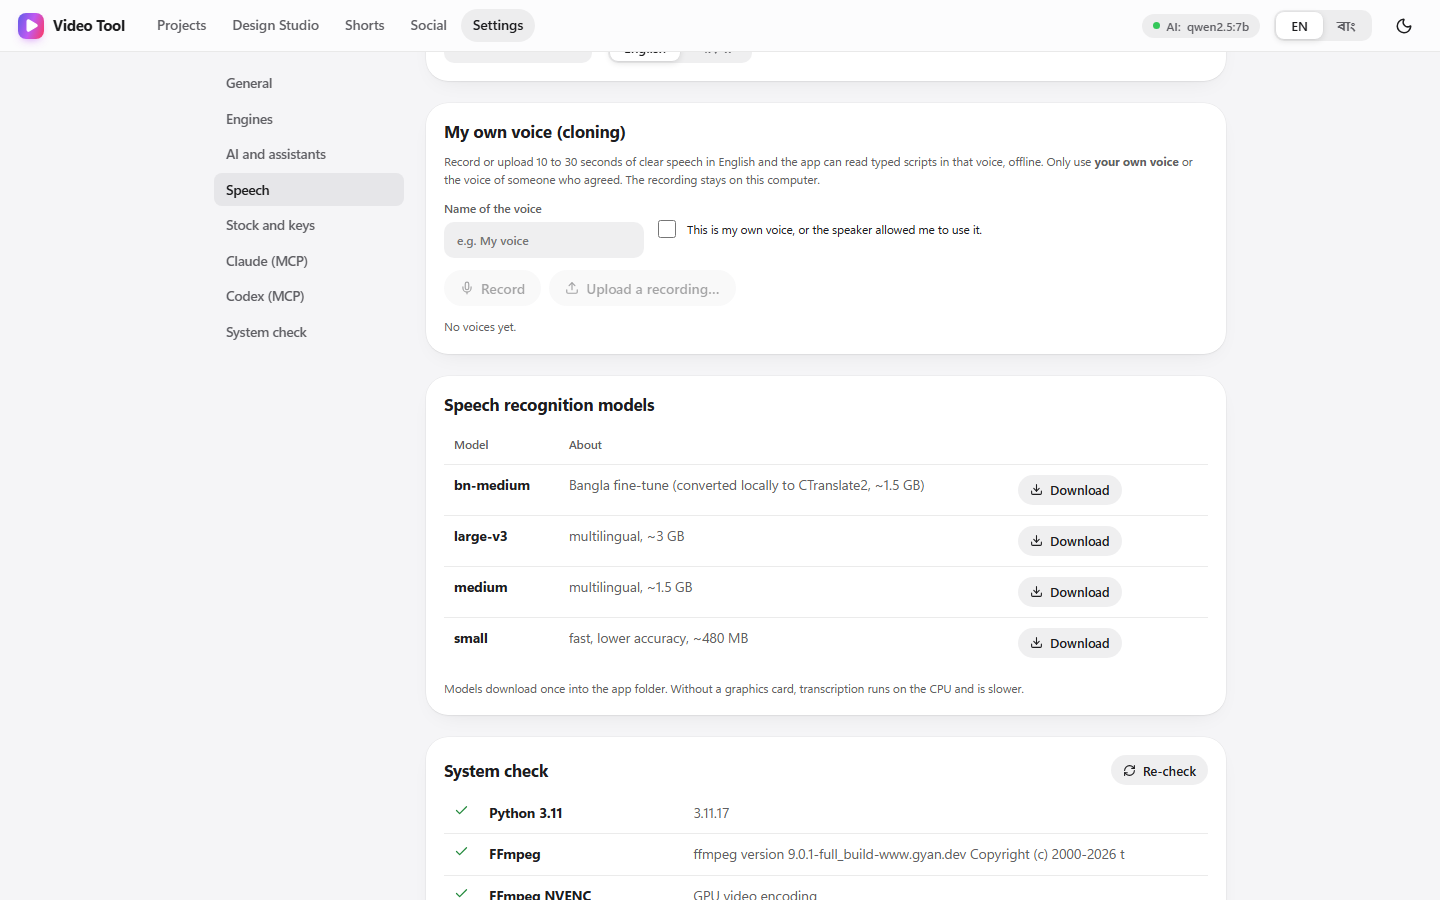 Video Tool
Projects
Design Studio
Shorts
Social
Settings
AI: qwen2.5:7b
EN
বাং
General
Engines
AI and assistants
Speech
Stock and keys
Claude (MCP)
Codex (MCP)
System check
English
My own voice (cloning)
Record or upload 10 to 30 seconds of clear speech in English and the app can read typed scripts in that voice, offline. Only use your own voice or
the voice of someone who agreed. The recording stays on this computer.
Name of the voice
e.g. My voice
This is my own voice, or the speaker allowed me to use it.
Record
Upload a recording...
No voices yet.
Speech recognition models
Model About
bn-medium Bangla fine-tune (converted locally to CTranslate2, ~1.5 GB) Download
large-v3 multilingual, ~3 GB Download
medium multilingual, ~1.5 GB Download
small fast, lower accuracy, ~480 MB Download
Models download once into the app folder. Without a graphics card, transcription runs on the CPU and is slower.
System check
Re-check
Python 3.11 3.11.17
FFmpeg ffmpeg version 9.0.1-full_build-www.gyan.dev Copyright (c) 2000-2026 t
FFmpeg NVENC GPU video encoding